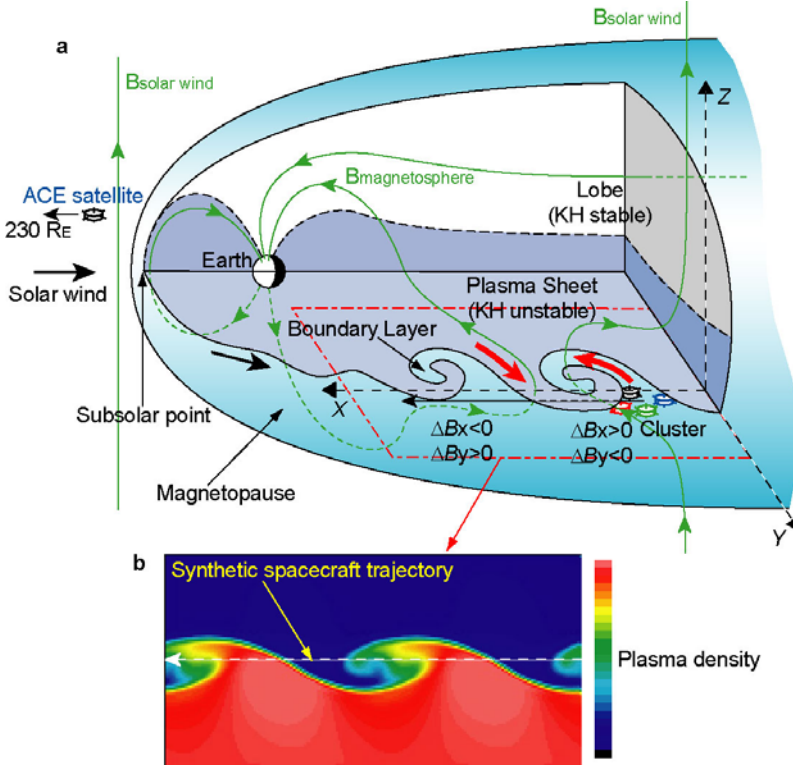 a
Bsolar wind
Bsolar wind
Z
ACE satellite
230 RE
Bmagnetosphere
Lobe
(KH stable)
Earth
Solar wind
Plasma Sheet
(KH unstable)
Boundary Layer
X
Subsolar point
ΔBx<0
ΔBy>0
ΔBx>0
ΔBy<0
Cluster
Magnetopause
Y
b
Synthetic spacecraft trajectory
Plasma density